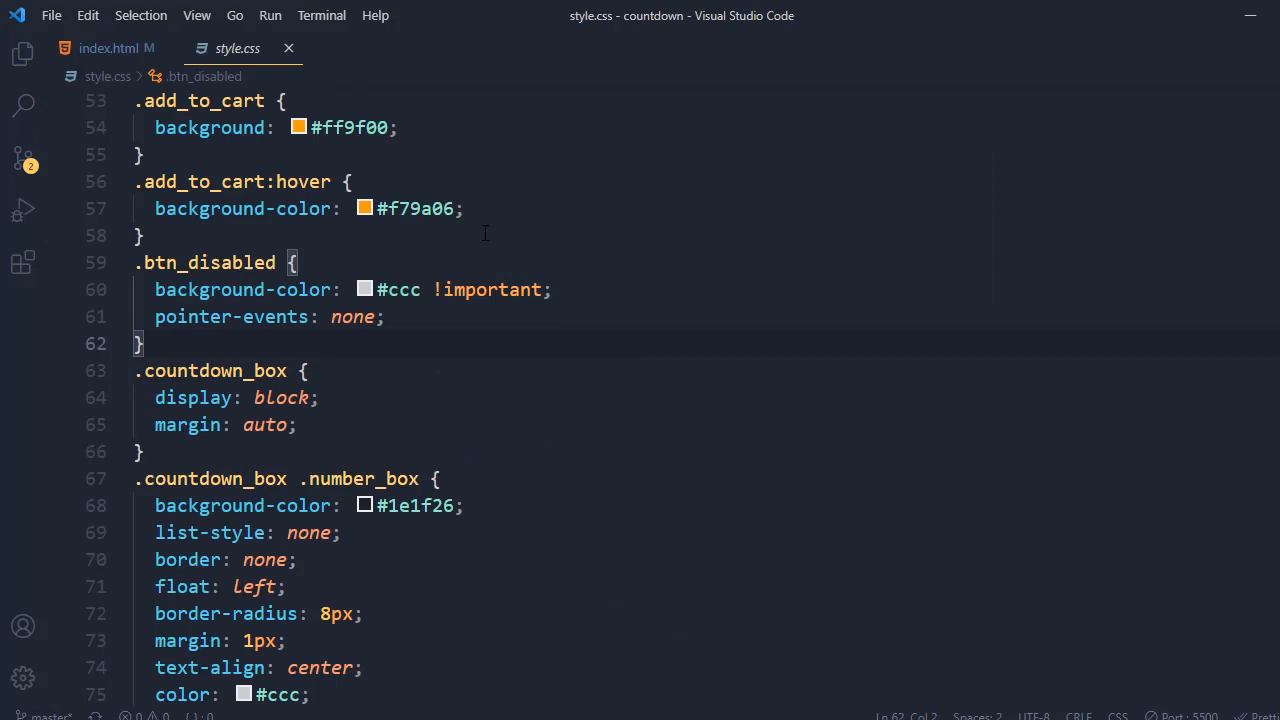 File Edit Selection View Go Run Terminal Help style.css - countdown - Visual Studio Code
index.html M style.css
style.css > .btn_disabled
53 .add_to_cart {
54 background: #ff9f00;
55 }
56 .add_to_cart:hover {
57 background-color: #f79a06;
58 }
59 .btn_disabled {
60 background-color: #ccc !important;
61 pointer-events: none;
62 }
63 .countdown_box {
64 display: block;
65 margin: auto;
66 }
67 .countdown_box .number_box {
68 background-color: #1e1f26;
69 list-style: none;
70 border: none;
71 float: left;
72 border-radius: 8px;
73 margin: 1px;
74 text-align: center;
75 color: #ccc;
2
master* 0 0 {.} : 0 Ln 62, Col 2 Spaces: 2 UTF-8 CRLF CSS Port : 5500